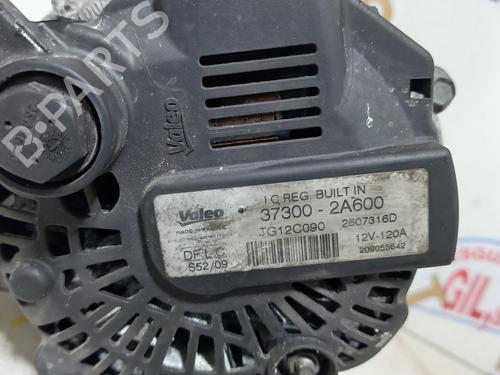 B-PARTS
Valeo
I.C. REG. BUILT IN
Valeo
37300 - 2A600
TG12C090 2607316D
DF.L.C 12V-120A
S52/09 209055642
GIL